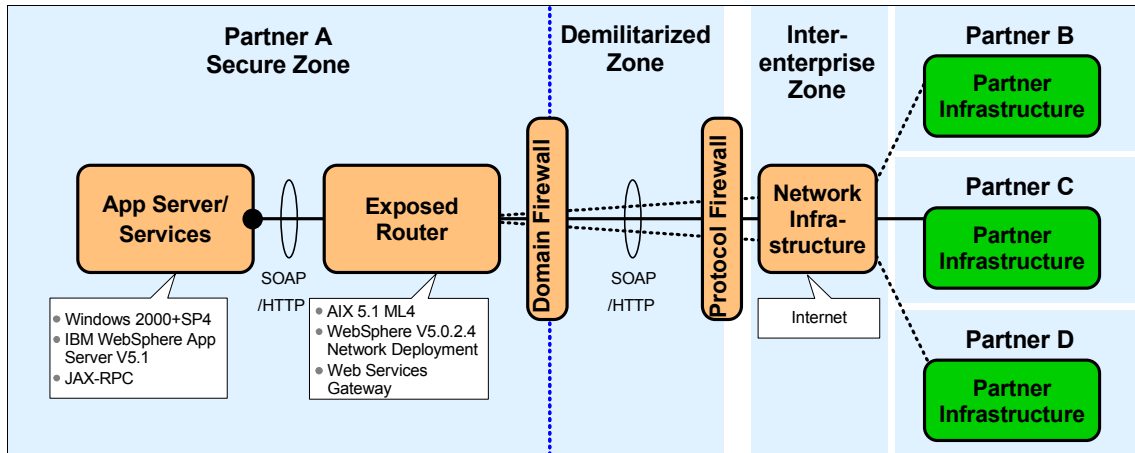 Partner A
Secure Zone
Demilitarized
Zone
Inter-
enterprise
Zone
Partner B
Partner
Infrastructure
App Server/
Services
SOAP
/HTTP
Exposed
Router
Domain Firewall
SOAP
/HTTP
Protocol Firewall
Network
Infra-
structure
Partner C
Partner
Infrastructure
Windows 2000+SP4
IBM WebSphere App
Server V5.1
JAX-RPC
AIX 5.1 ML4
WebSphere V5.0.2.4
Network Deployment
Web Services
Gateway
Internet
Partner D
Partner
Infrastructure